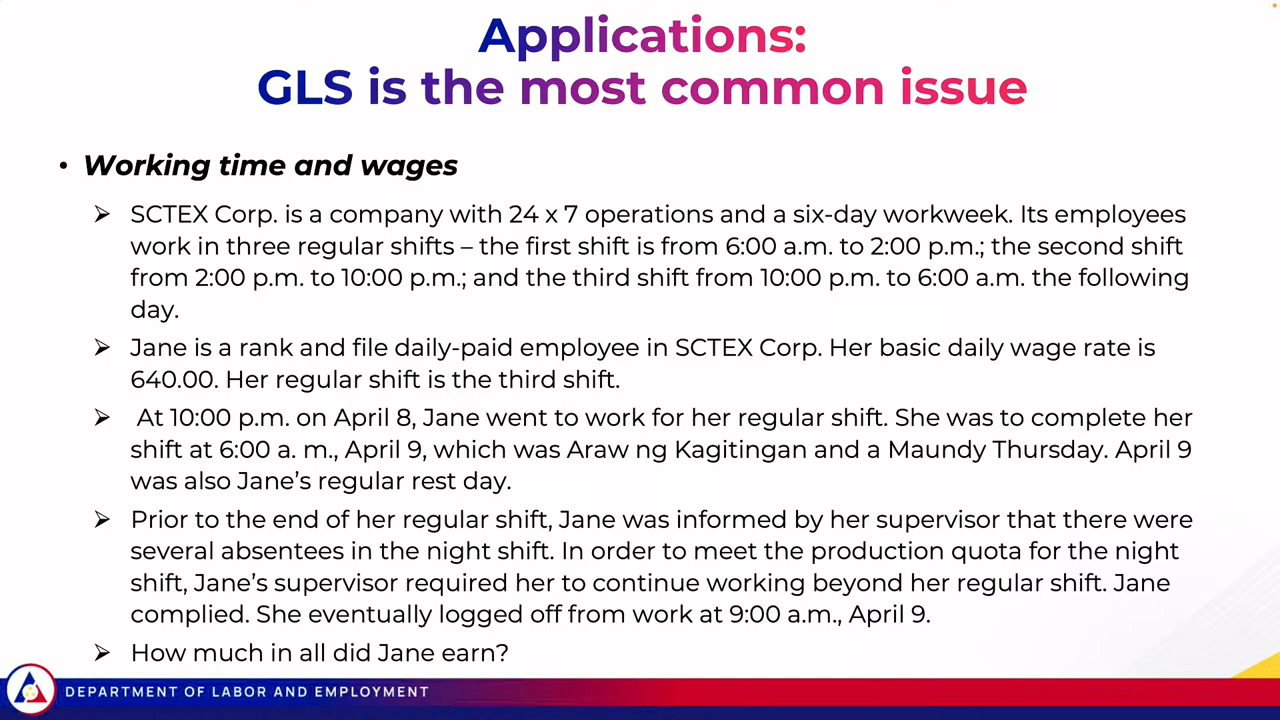 Applications:
GLS is the most common issue
• Working time and wages
➢ SCTEX Corp. is a company with 24 x 7 operations and a six-day workweek. Its employees
work in three regular shifts – the first shift is from 6:00 a.m. to 2:00 p.m.; the second shift
from 2:00 p.m. to 10:00 p.m.; and the third shift from 10:00 p.m. to 6:00 a.m. the following
day.
➢ Jane is a rank and file daily-paid employee in SCTEX Corp. Her basic daily wage rate is
640.00. Her regular shift is the third shift.
➢ At 10:00 p.m. on April 8, Jane went to work for her regular shift. She was to complete her
shift at 6:00 a. m., April 9, which was Araw ng Kagitingan and a Maundy Thursday. April 9
was also Jane’s regular rest day.
➢ Prior to the end of her regular shift, Jane was informed by her supervisor that there were
several absentees in the night shift. In order to meet the production quota for the night
shift, Jane’s supervisor required her to continue working beyond her regular shift. Jane
complied. She eventually logged off from work at 9:00 a.m., April 9.
➢ How much in all did Jane earn?
DEPARTMENT OF LABOR AND EMPLOYMENT